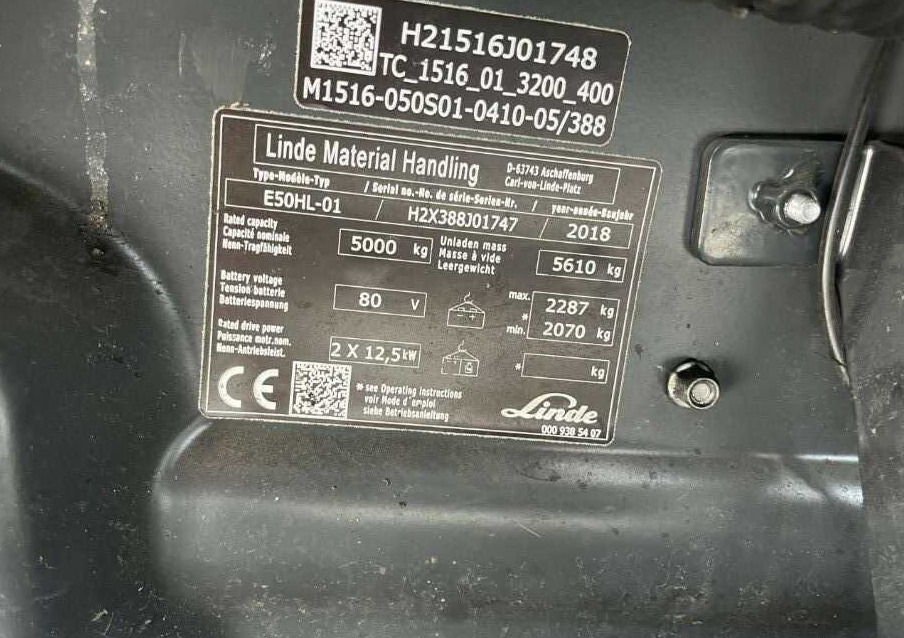 H21516J01748
TC_1516_01_3200_400
M1516-050S01-0410-05/388
Linde Material Handling
D-63743 Aschaffenburg
Carl-von-Linde-Platz
Type-Modèle-Typ / Serial no.-No. de série-Serien-Nr. / year-année-Baujahr
E50HL-01 / H2X388J01747 / 2018
Rated capacity
Capacité nominale
Nenn-Tragfähigkeit
5000 kg
Unladen mass
Masse à vide
Leergewicht
5610 kg
Battery voltage
Tension batterie
Batteriespannung
80 V
max. 2287 kg
*
min. 2070 kg
Rated drive power
Puissance motr.nom.
Nenn-Antriebsleist.
2 X 12,5 kW
* kg
CE
* see Operating instructions
voir Mode d'emploi
siehe Betriebsanleitung
Linde
000 938 54 07